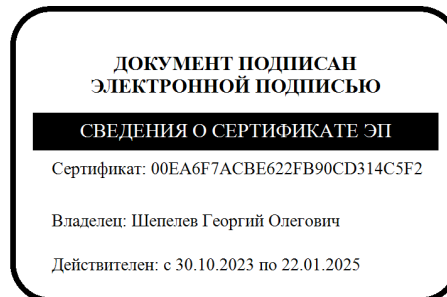 ДОКУМЕНТ ПОДПИСАН
ЭЛЕКТРОННОЙ ПОДПИСЬЮ
СВЕДЕНИЯ О СЕРТИФИКАТЕ ЭП
Сертификат: 00EA6F7ACBE622FB90CD314C5F2
Владелец: Шепелев Георгий Олегович
Действителен: с 30.10.2023 по 22.01.2025